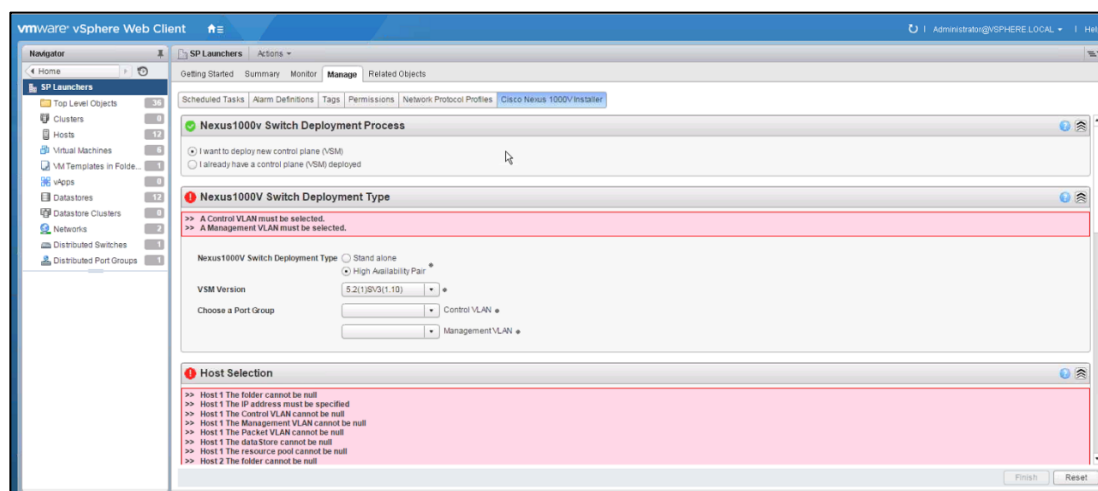 vmware vSphere Web Client
Administrator@VSPHERE.LOCAL
Hel
Navigator
SP Launchers Actions
Home
Getting Started Summary Monitor Manage Related Objects
SP Launchers
Top Level Objects 36
Clusters 0
Hosts 12
Virtual Machines 6
VM Templates in Folde... 1
vApps 0
Datastores 12
Datastore Clusters 0
Networks 2
Distributed Switches 1
Distributed Port Groups 1
Scheduled Tasks Alarm Definitions Tags Permissions Network Protocol Profiles Cisco Nexus 1000V Installer
Nexus1000v Switch Deployment Process
I want to deploy new control plane (VSM)
I already have a control plane (VSM) deployed
Nexus1000V Switch Deployment Type
>> A Control VLAN must be selected.
>> A Management VLAN must be selected.
Nexus1000V Switch Deployment Type Stand alone
High Availability Pair
VSM Version 5.2(1)SV3(1.10)
Choose a Port Group Control VLAN
Management VLAN
Host Selection
>> Host 1 The folder cannot be null
>> Host 1 The IP address must be specified
>> Host 1 The Control VLAN cannot be null
>> Host 1 The Management VLAN cannot be null
>> Host 1 The Packet VLAN cannot be null
>> Host 1 The dataStore cannot be null
>> Host 1 The resource pool cannot be null
>> Host 2 The folder cannot be null
Finish Reset